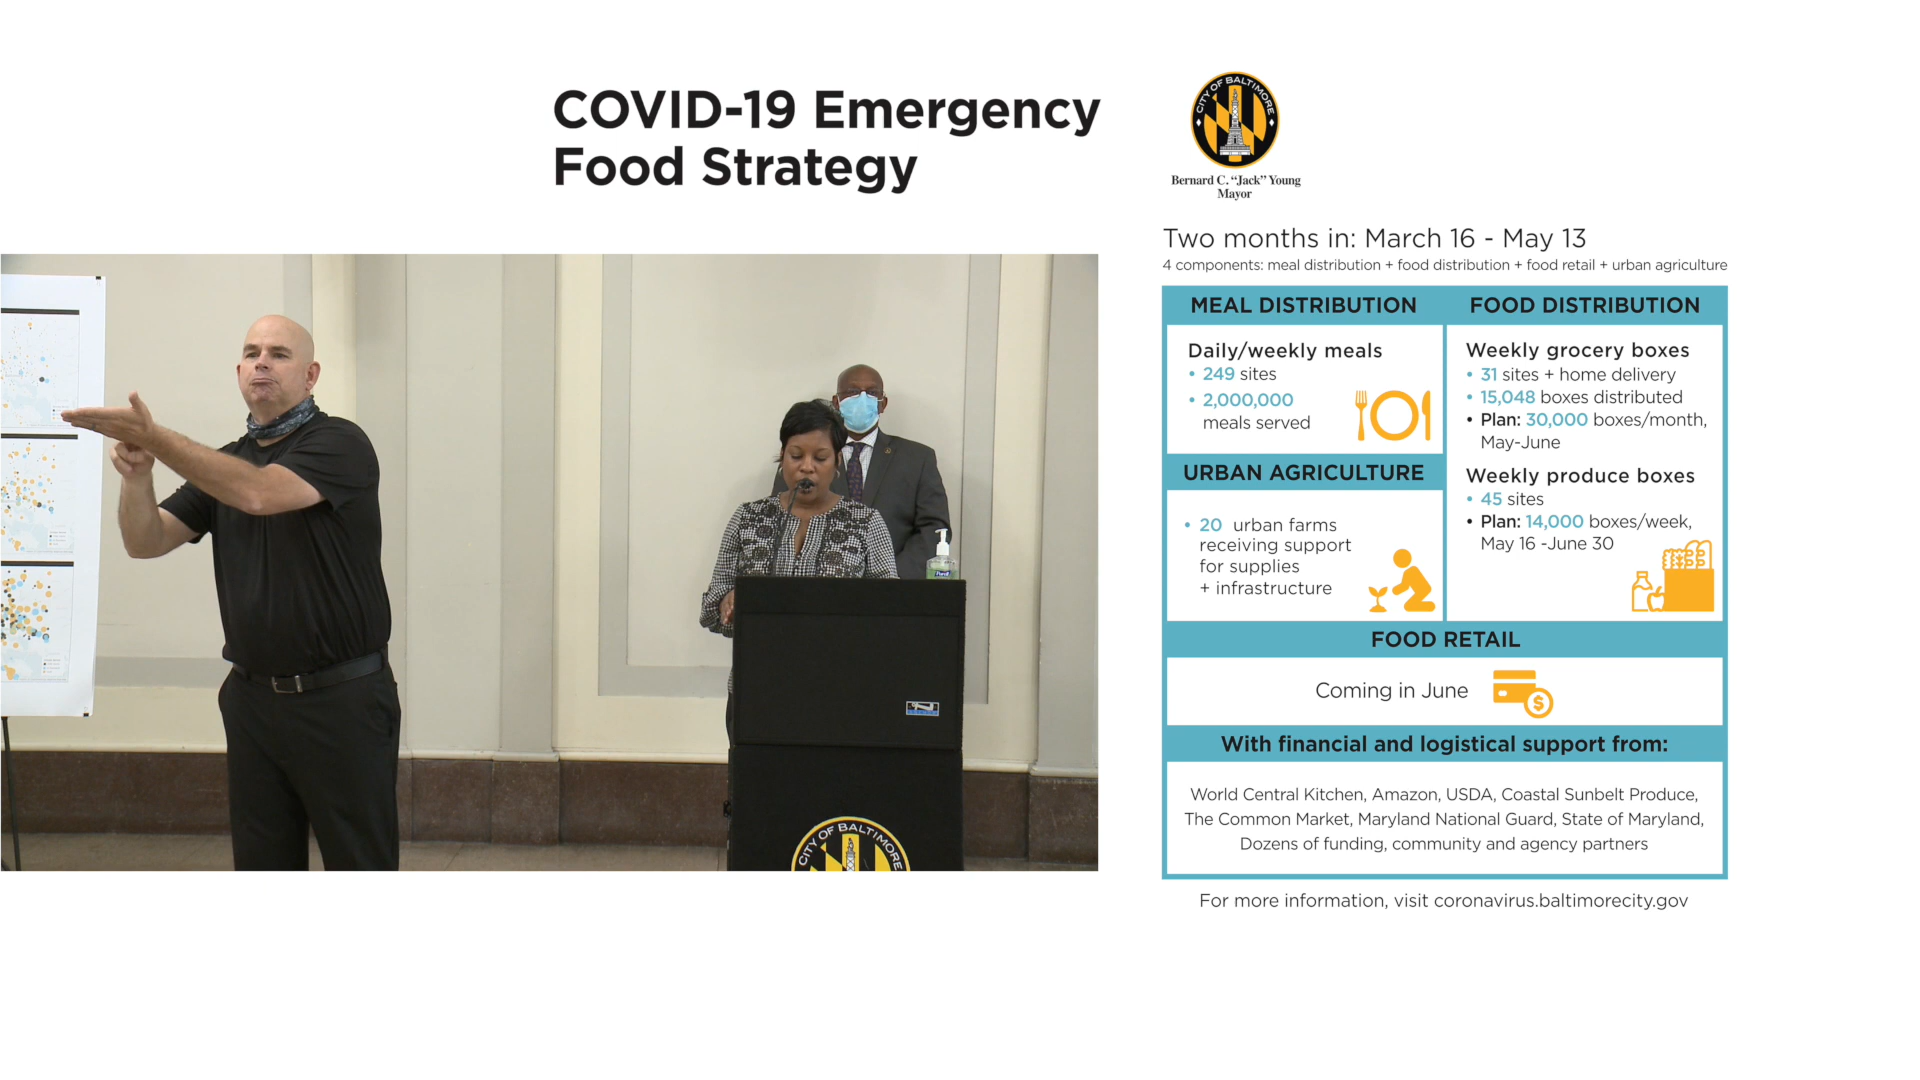 COVID-19 Emergency
Food Strategy
CITY OF BALTIMORE
Bernard C. “Jack” Young
Mayor
Two months in: March 16 - May 13
4 components: meal distribution + food distribution + food retail + urban agriculture
MEAL DISTRIBUTION
Daily/weekly meals
• 249 sites
• 2,000,000
meals served
URBAN AGRICULTURE
• 20 urban farms
receiving support
for supplies
+ infrastructure
FOOD DISTRIBUTION
Weekly grocery boxes
• 31 sites + home delivery
• 15,048 boxes distributed
• Plan: 30,000 boxes/month,
May-June
Weekly produce boxes
• 45 sites
• Plan: 14,000 boxes/week,
May 16 -June 30
FOOD RETAIL
Coming in June
$
With financial and logistical support from:
World Central Kitchen, Amazon, USDA, Coastal Sunbelt Produce,
The Common Market, Maryland National Guard, State of Maryland,
Dozens of funding, community and agency partners
For more information, visit coronavirus.baltimorecity.gov
Purell
CITY OF BALTIMORE